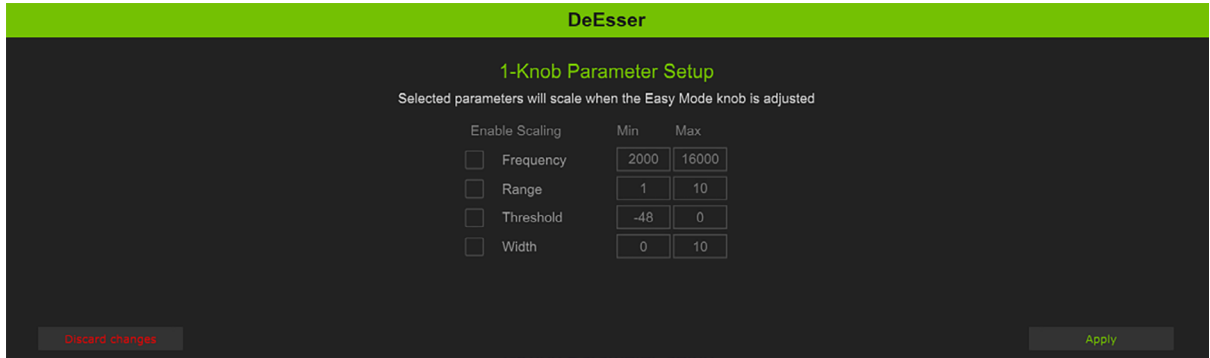 DeEsser
1-Knob Parameter Setup
Selected parameters will scale when the Easy Mode knob is adjusted
Enable Scaling Min Max
Frequency 2000 16000
Range 1 10
Threshold -48 0
Width 0 10
Discard changes Apply